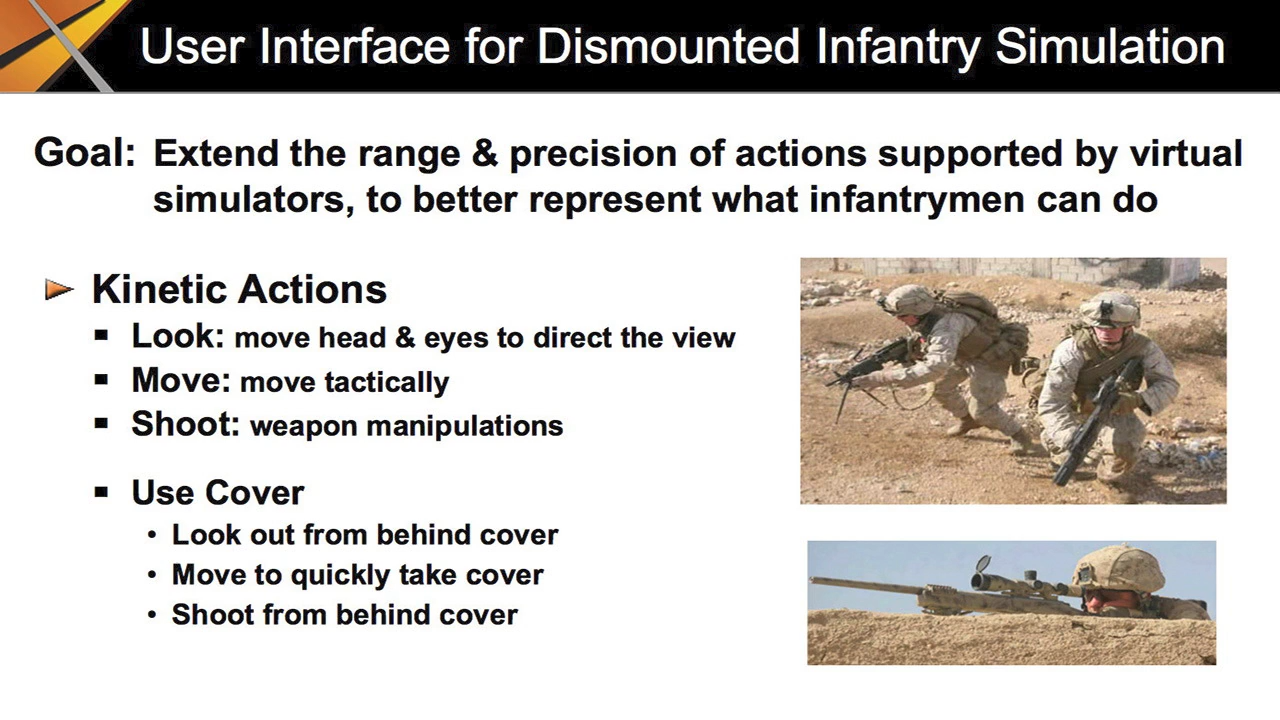 User Interface for Dismounted Infantry Simulation
Goal: Extend the range & precision of actions supported by virtual
simulators, to better represent what infantrymen can do
Kinetic Actions
Look: move head & eyes to direct the view
Move: move tactically
Shoot: weapon manipulations
Use Cover
Look out from behind cover
Move to quickly take cover
Shoot from behind cover